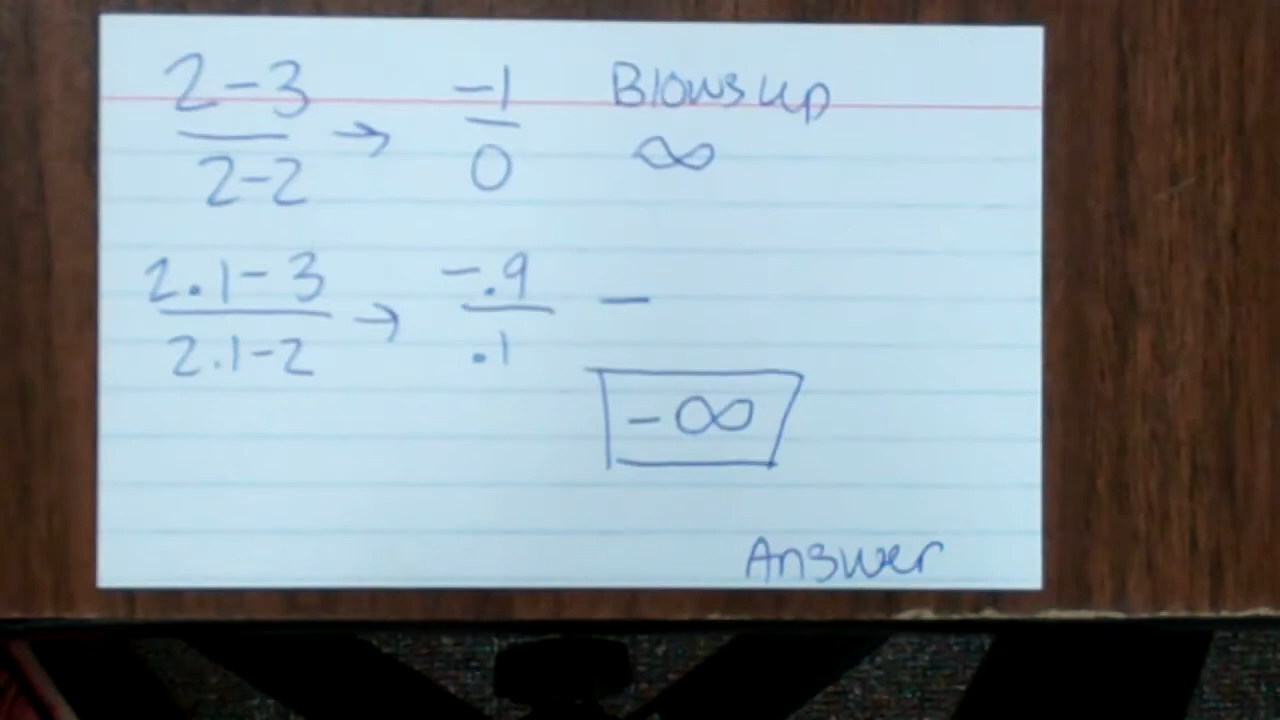 2-3 / 2-2 → -1 / 0 Blows up
∞
2.1-3 / 2.1-2 → -.9 / .1 -
-∞
Answer